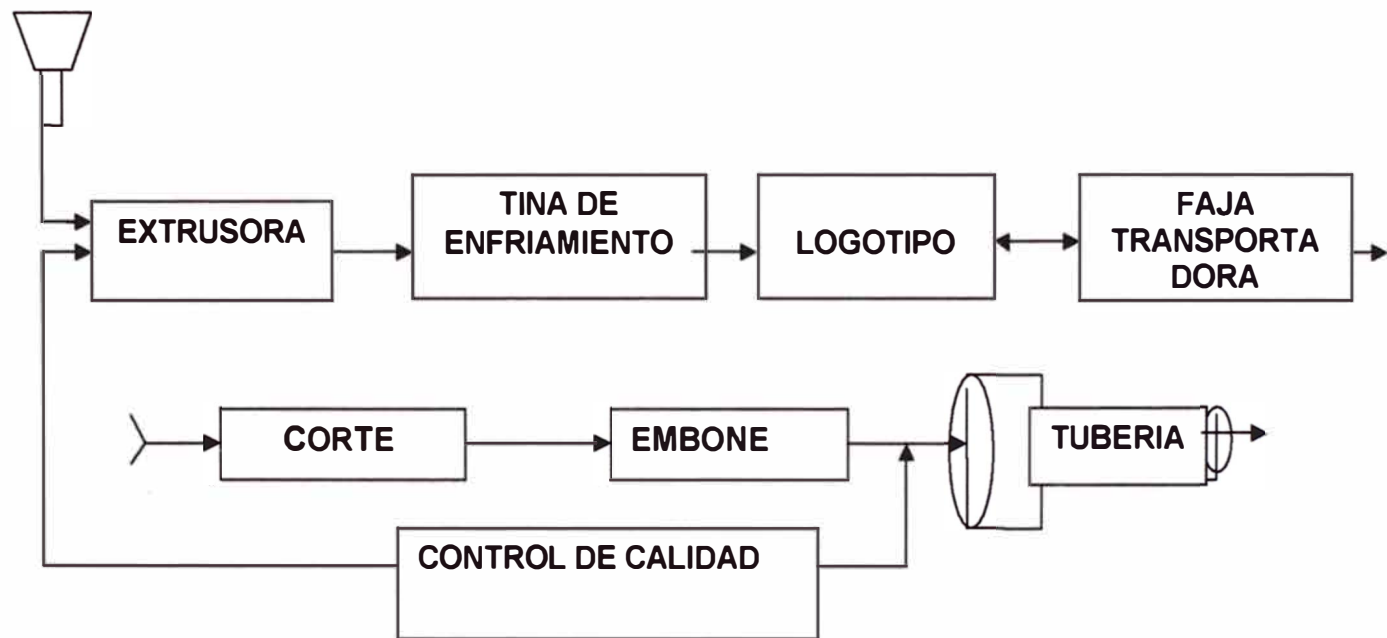 EXTRUSORA
TINA DE
ENFRIAMIENTO
LOGOTIPO
FAJA
TRANSPORTA
DORA
CORTE
EMBONE
TUBERIA
CONTROL DE CALIDAD